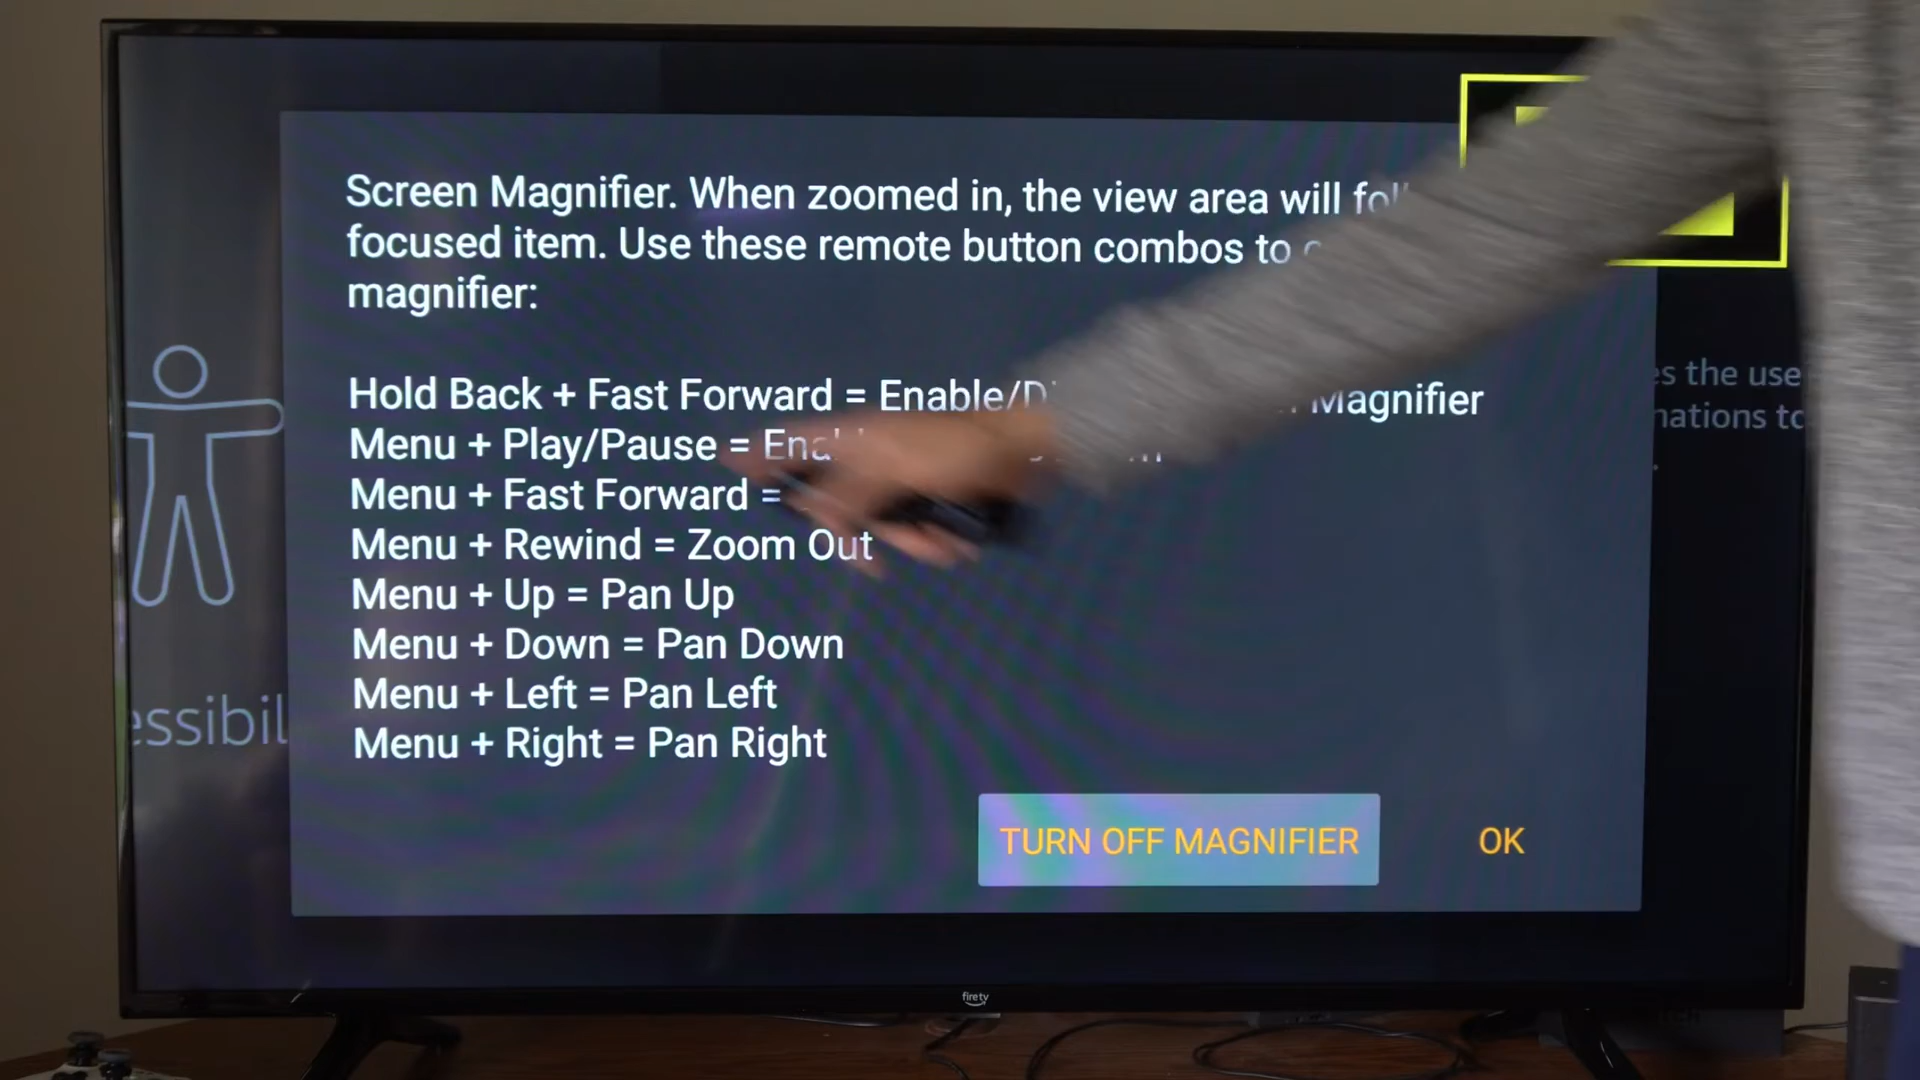 Screen Magnifier. When zoomed in, the view area will
focused item. Use these remote button combos to
magnifier:
Hold Back + Fast Forward = Enable/ Magnifier
Menu + Play/Pause =
Menu + Fast Forward =
Menu + Rewind = Zoom Out
Menu + Up = Pan Up
Menu + Down = Pan Down
Menu + Left = Pan Left
Menu + Right = Pan Right
TURN OFF MAGNIFIER
OK
essibil
es the use
nations to
firetv